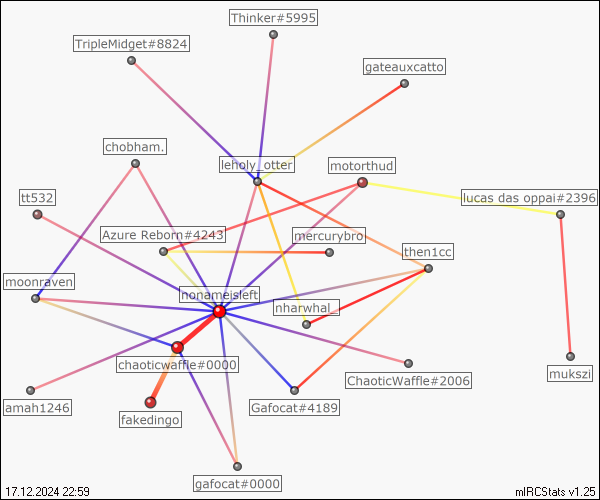 Thinker#5995
TripleMidget#8824
gateauxcatto
chobham.
leholy_otter
motorthud
tt532
lucas das oppai#2396
Azure Reborn#4243
mercurybro
then1cc
moonraven
nonameisleft
nharwhal_
chaoticwaffle#0000
mukszi
ChaoticWaffle#2006
amah1246
Gafocat#4189
fakedingo
gafocat#0000
17.12.2024 22:59
mIRCStats v1.25